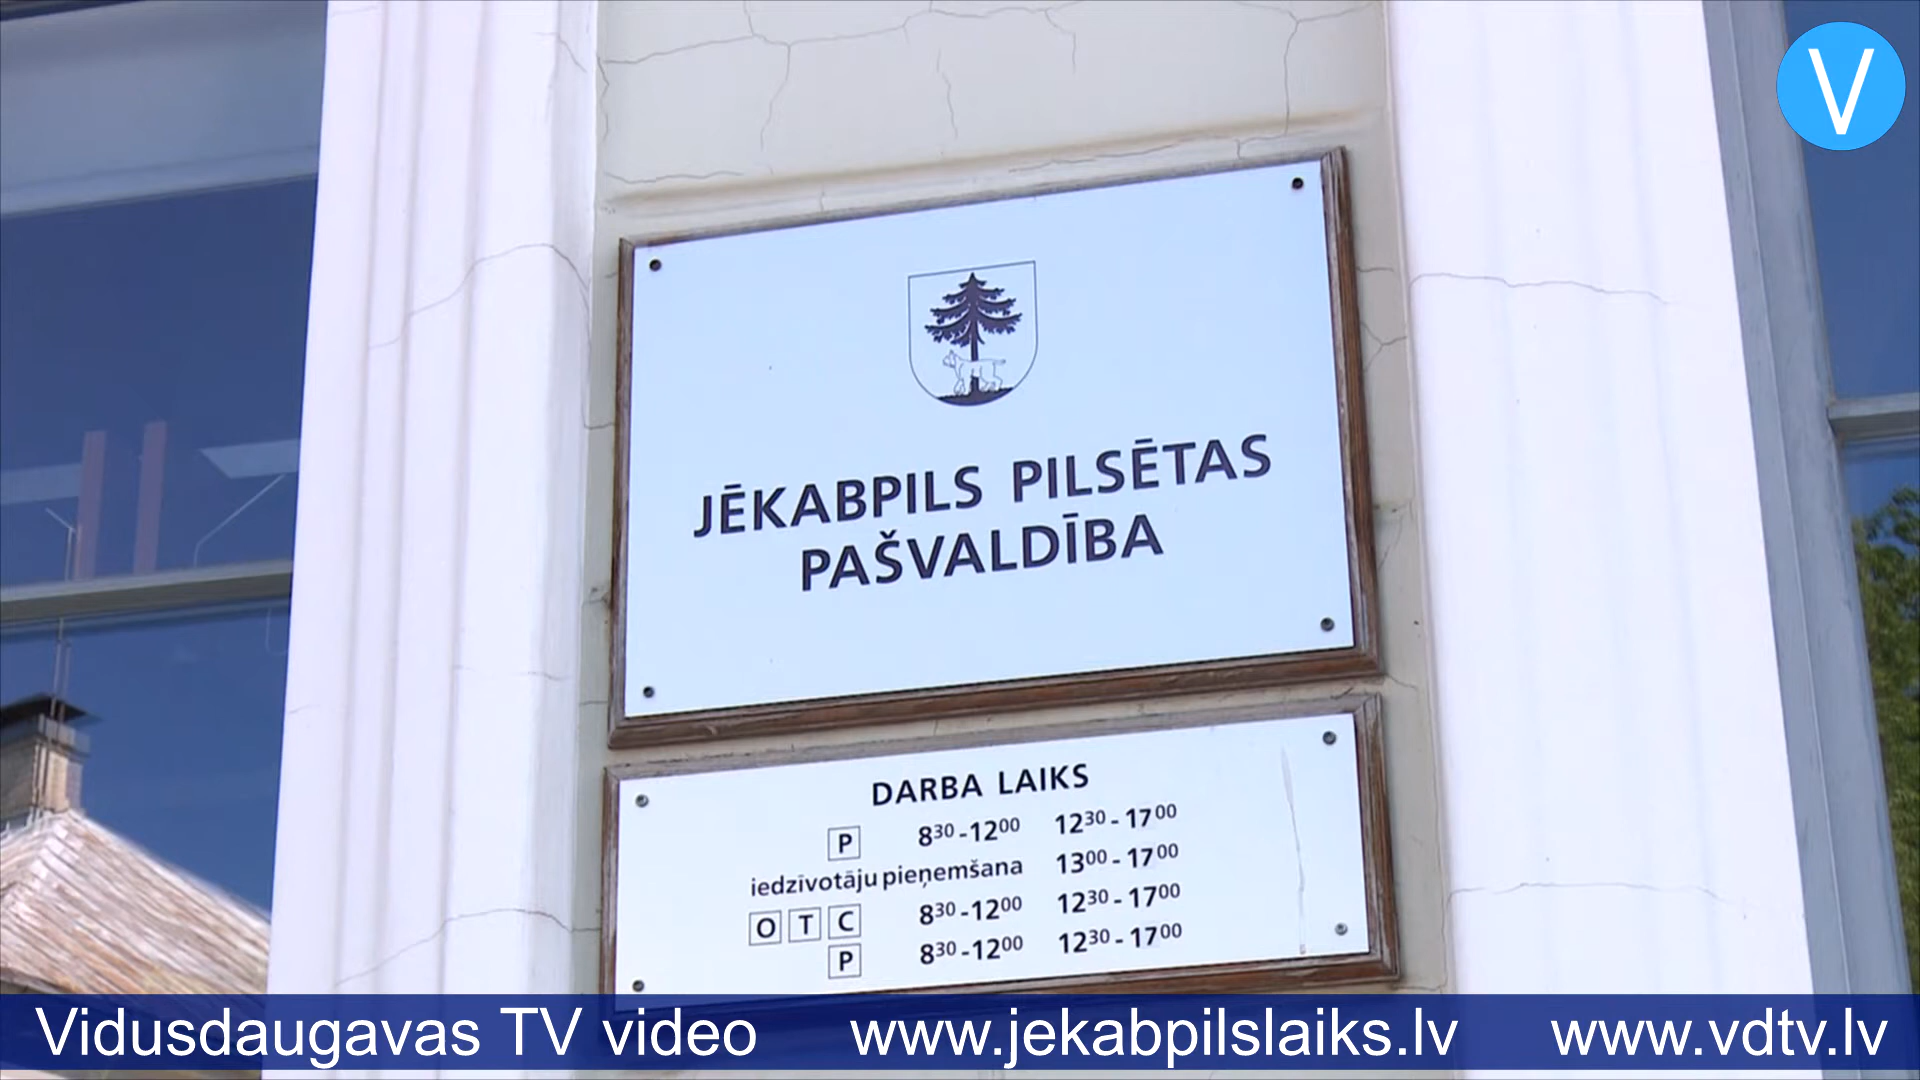 V
JĒKABPILS PILSĒTAS
PAŠVALDĪBA
DARBA LAIKS
P 8³⁰-12⁰⁰ 12³⁰-17⁰⁰
iedzīvotāju pieņemšana 13⁰⁰-17⁰⁰
O T C 8³⁰-12⁰⁰ 12³⁰-17⁰⁰
P 8³⁰-12⁰⁰ 12³⁰-17⁰⁰
Vidusdaugavas TV video www.jekabpilslaiks.lv www.vdtv.lv